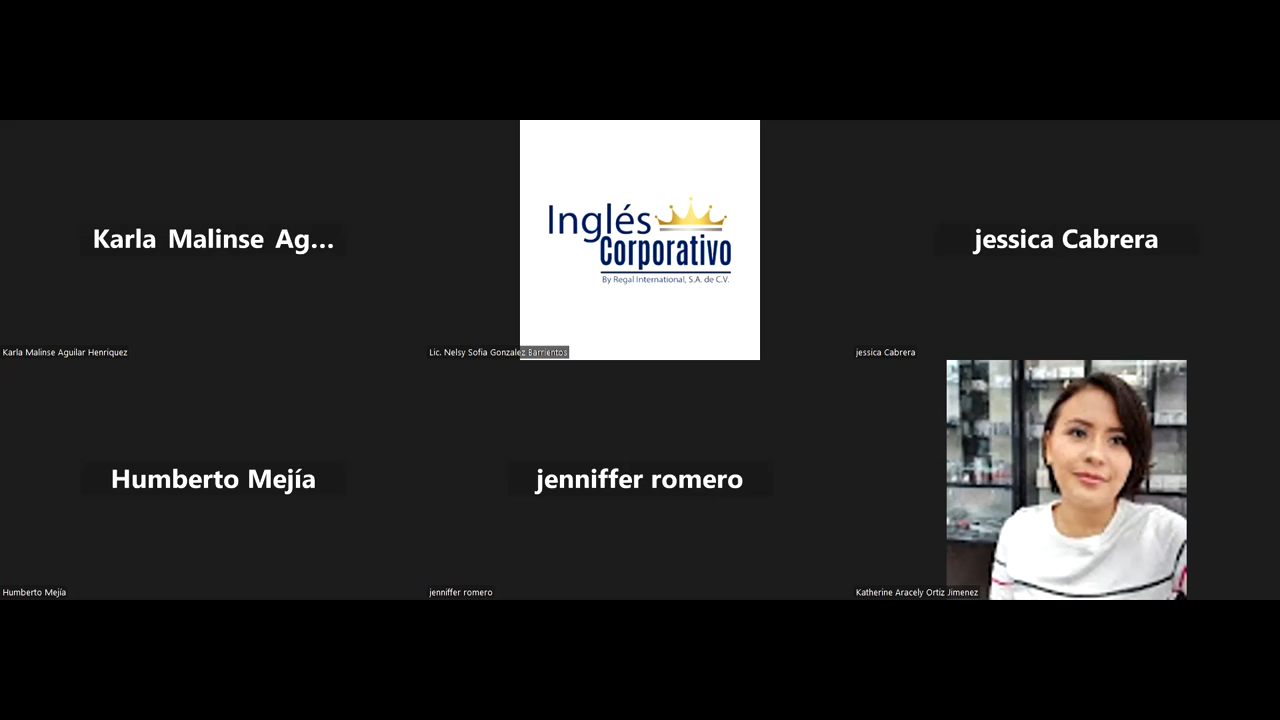 Karla Malinse Ag...
Inglés
Corporativo
By Regal International, S.A. de C.V.
jessica Cabrera
Karla Malinse Aguilar Henriquez
Lic. Nelsy Sofia Gonzalez Barrientos
jessica Cabrera
Humberto Mejía
jenniffer romero
Humberto Mejía
jenniffer romero
Katherine Aracely Ortiz Jimenez